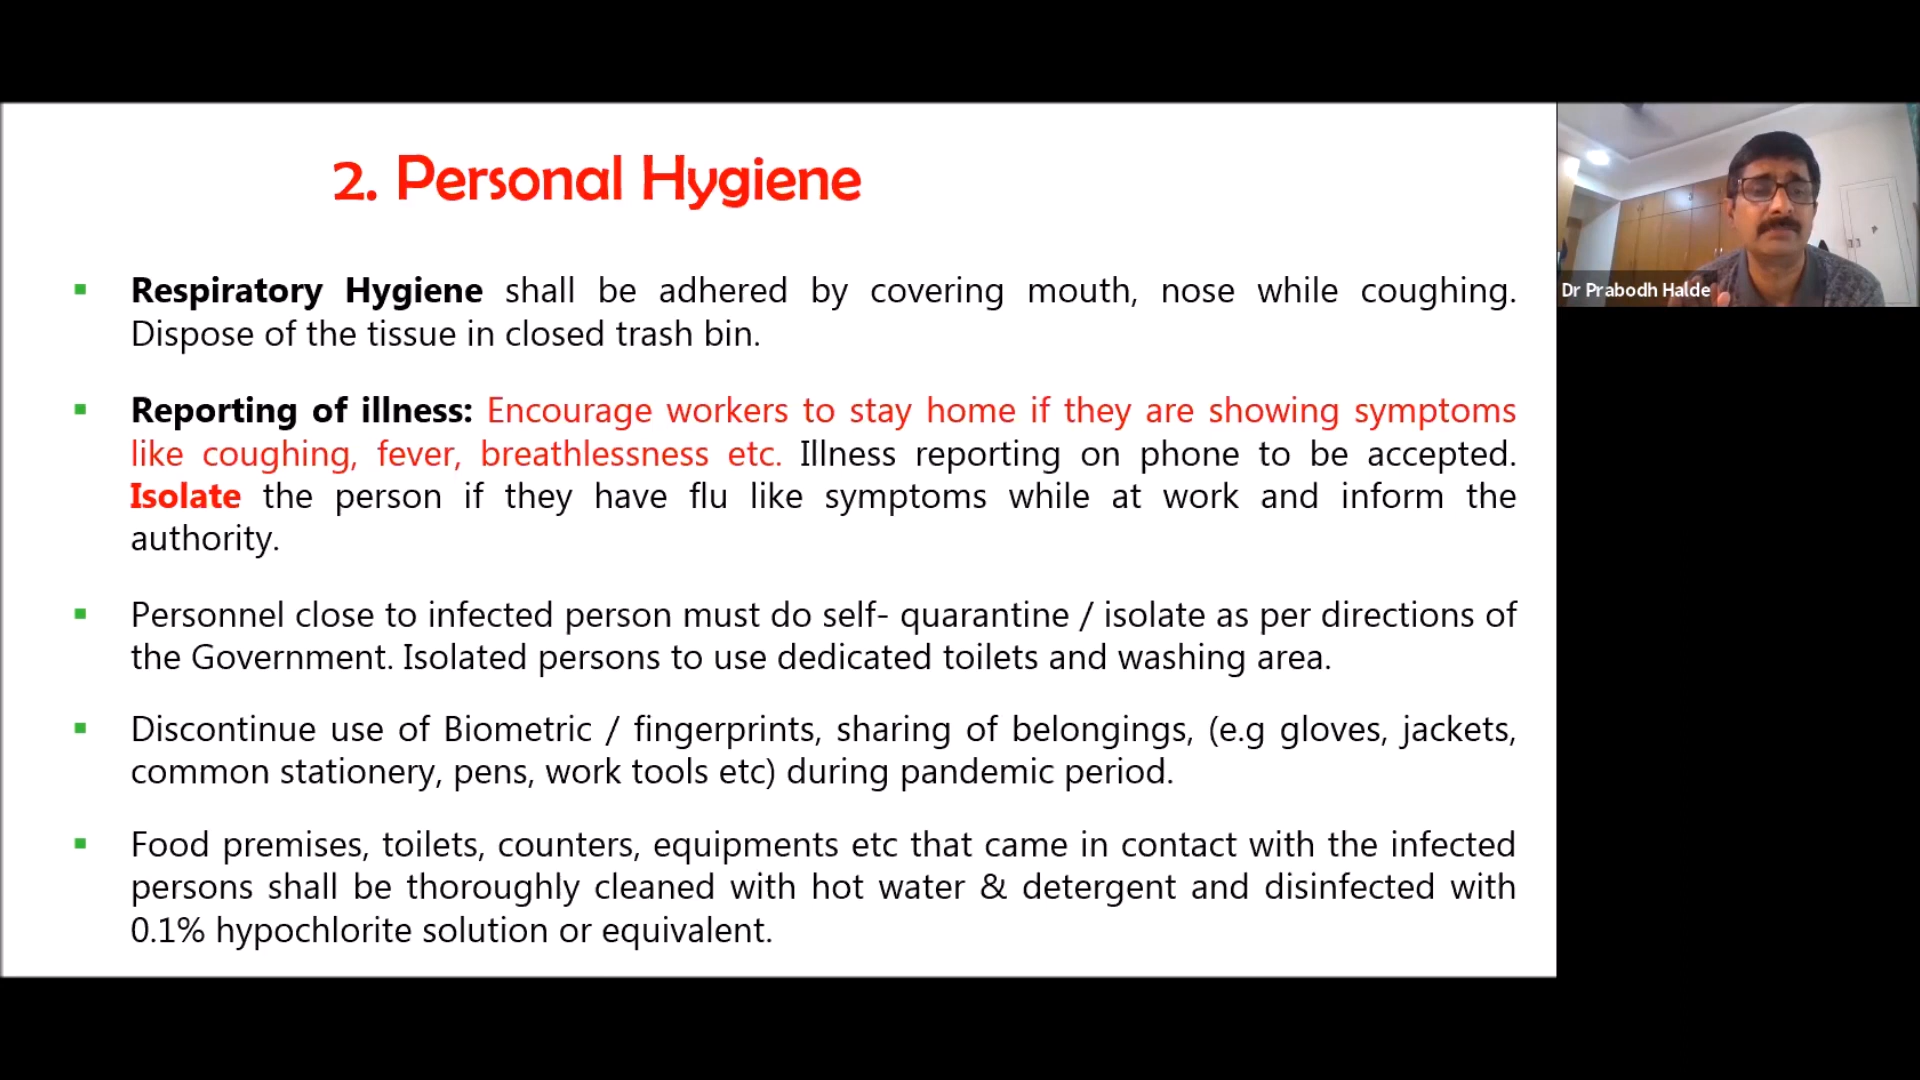 2. Personal Hygiene
▪ Respiratory Hygiene shall be adhered by covering mouth, nose while coughing.
Dispose of the tissue in closed trash bin.
▪ Reporting of illness: Encourage workers to stay home if they are showing symptoms
like coughing, fever, breathlessness etc. Illness reporting on phone to be accepted.
Isolate the person if they have flu like symptoms while at work and inform the
authority.
▪ Personnel close to infected person must do self- quarantine / isolate as per directions of
the Government. Isolated persons to use dedicated toilets and washing area.
▪ Discontinue use of Biometric / fingerprints, sharing of belongings, (e.g gloves, jackets,
common stationery, pens, work tools etc) during pandemic period.
▪ Food premises, toilets, counters, equipments etc that came in contact with the infected
persons shall be thoroughly cleaned with hot water & detergent and disinfected with
0.1% hypochlorite solution or equivalent.
Dr Prabodh Halde